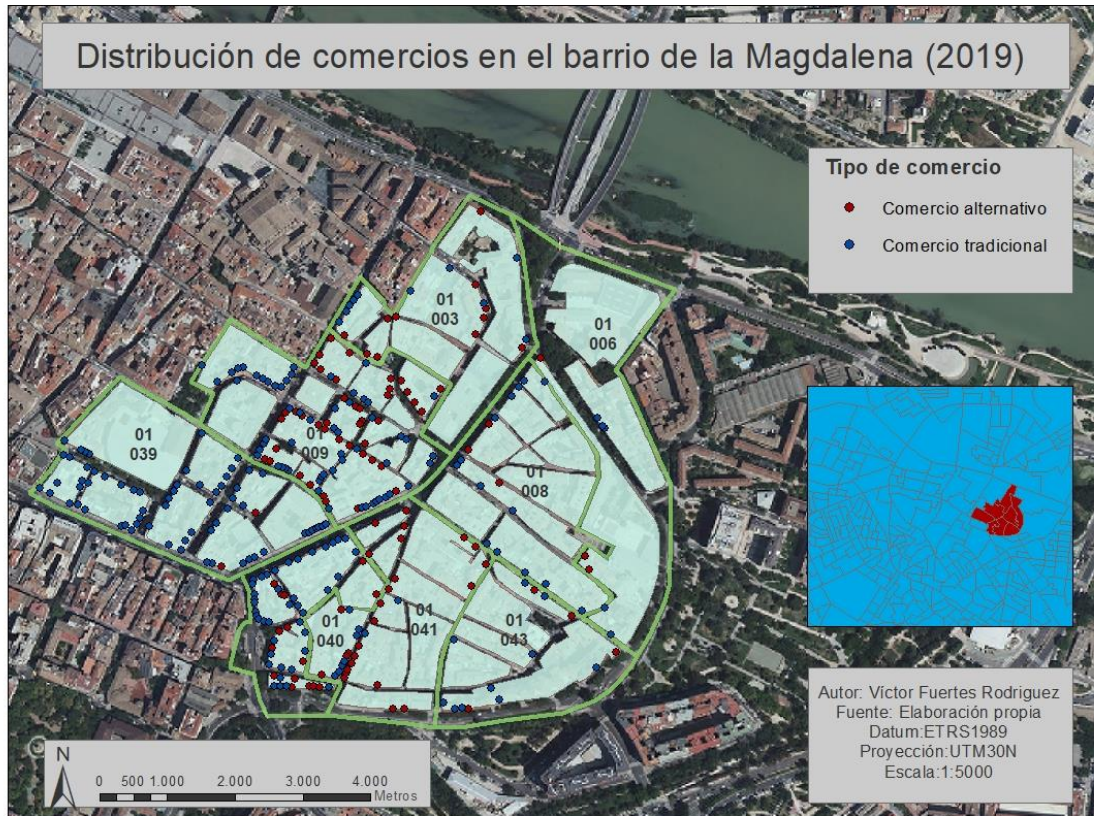 Distribución de comercios en el barrio de la Magdalena (2019)
Tipo de comercio
Comercio alternativo
Comercio tradicional
01
003
01
006
01
039
01
009
01
008
01
040
01
041
01
043
Autor: Víctor Fuertes Rodriguez
Fuente: Elaboración propia
Datum:ETRS1989
Proyección:UTM30N
Escala:1:5000
N
0 500 1.000 2.000 3.000 4.000
Metros